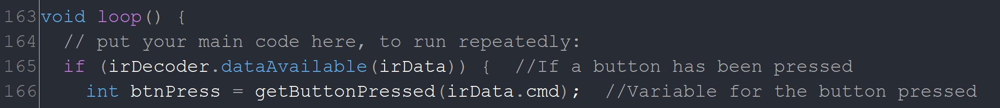 163 void loop() {
164 // put your main code here, to run repeatedly:
165 if (irDecoder.dataAvailable(irData)) { //If a button has been pressed
166 int btnPress = getButtonPressed(irData.cmd); //Variable for the button pressed